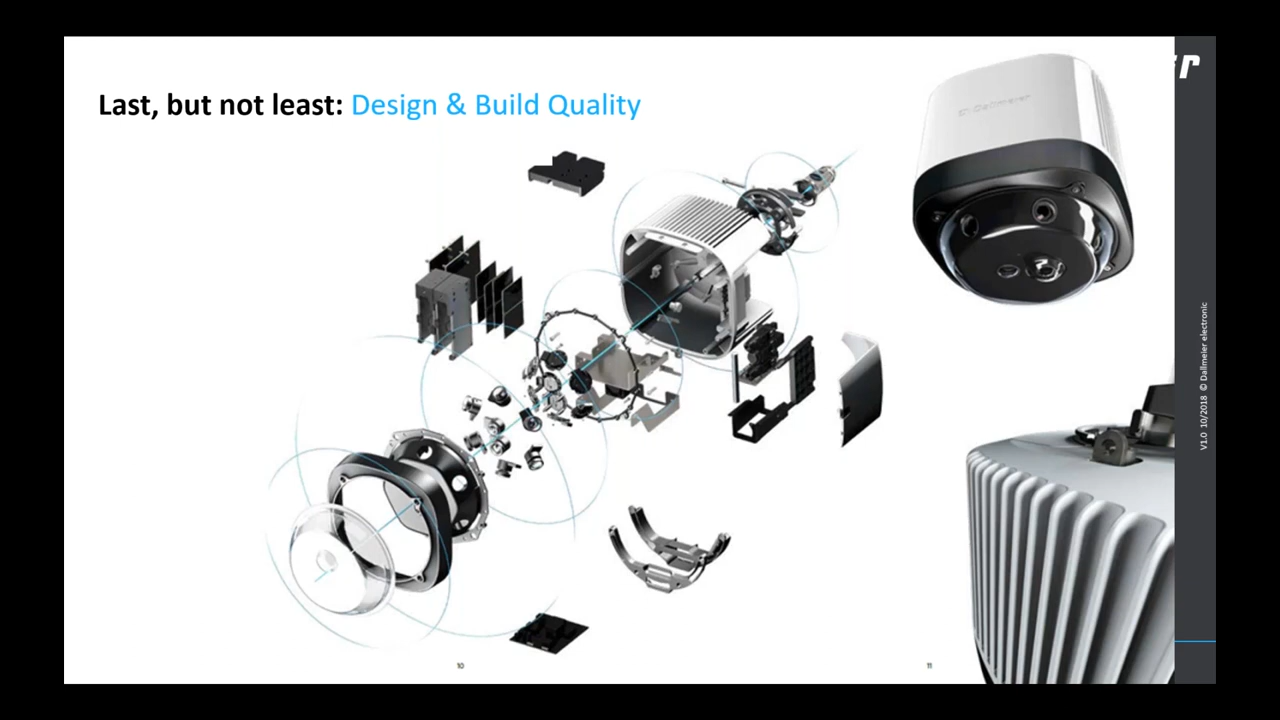 Last, but not least: Design & Build Quality
Dallmeier
V1.0 10/2018 © Dallmeier electronic
10
11